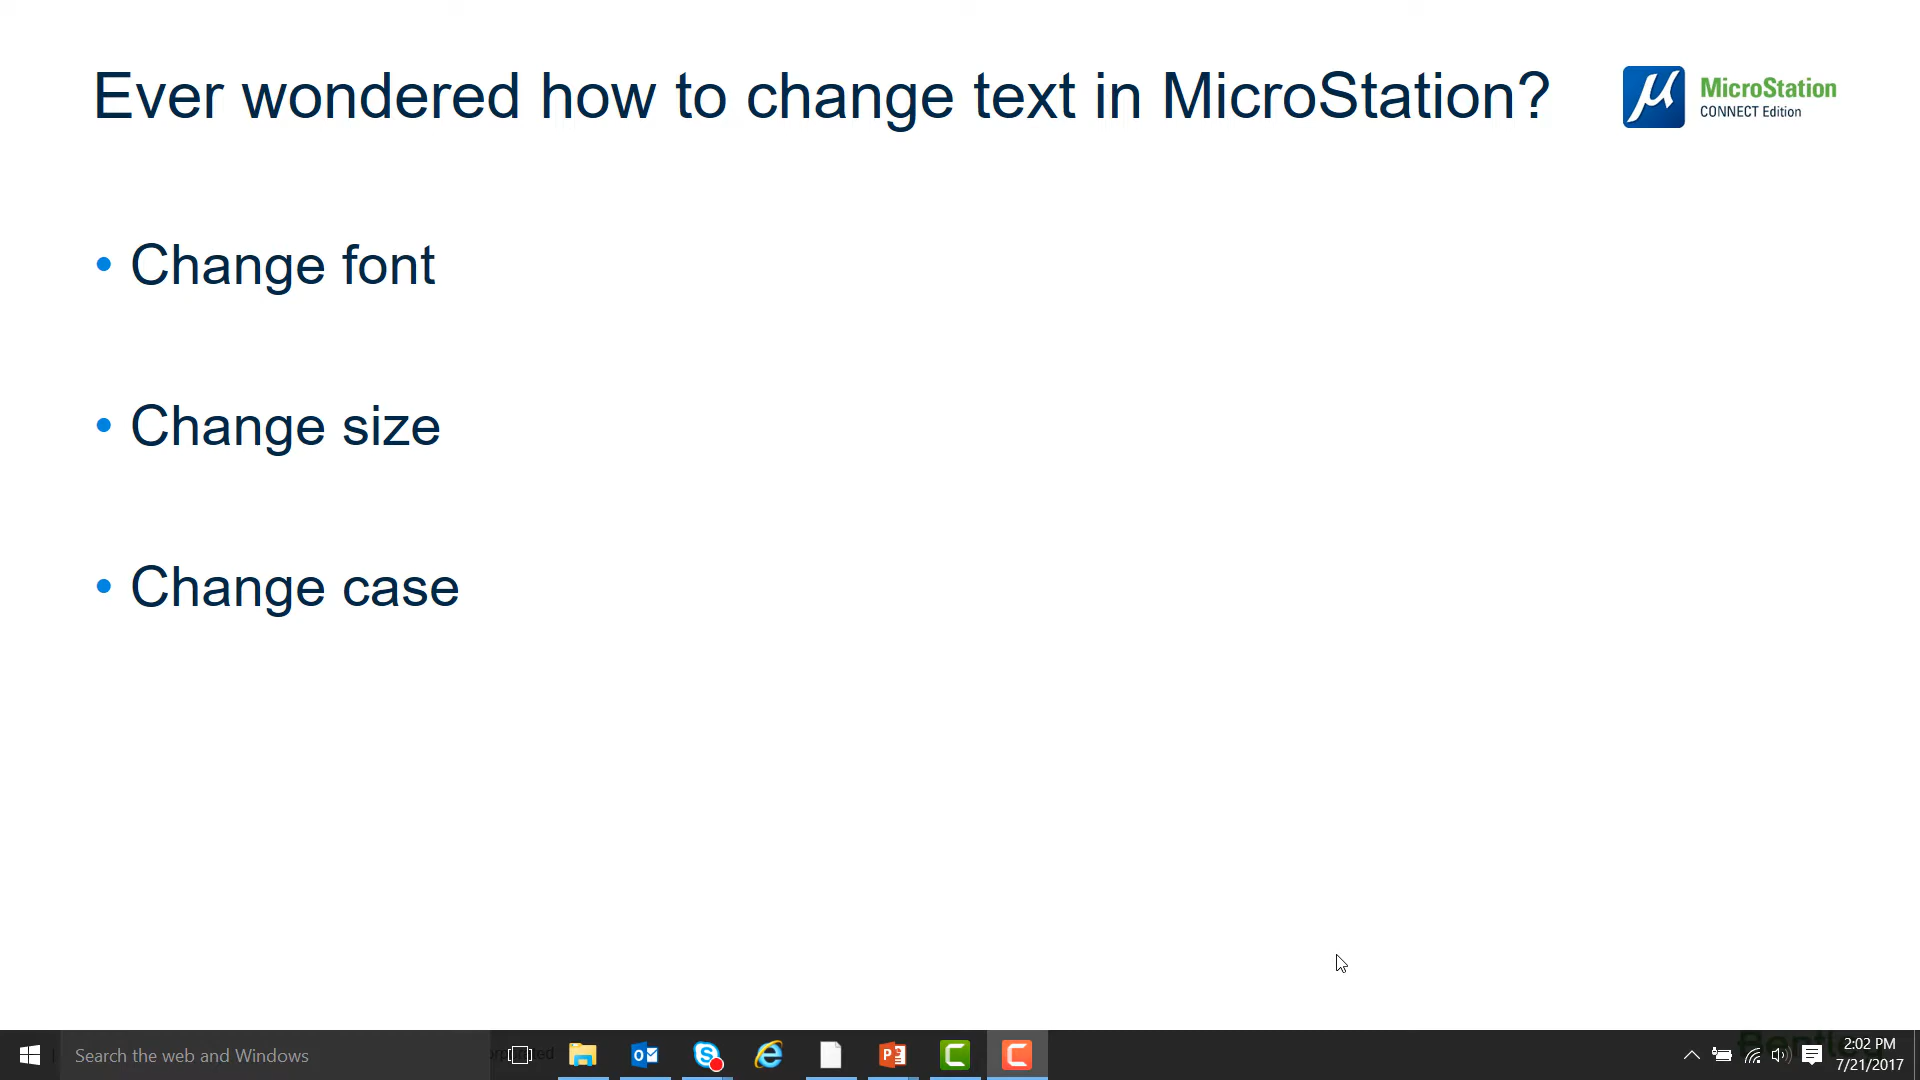 Ever wondered how to change text in MicroStation?
MicroStation
CONNECT Edition
• Change font
• Change size
• Change case
Search the web and Windows
2:02 PM
7/21/2017